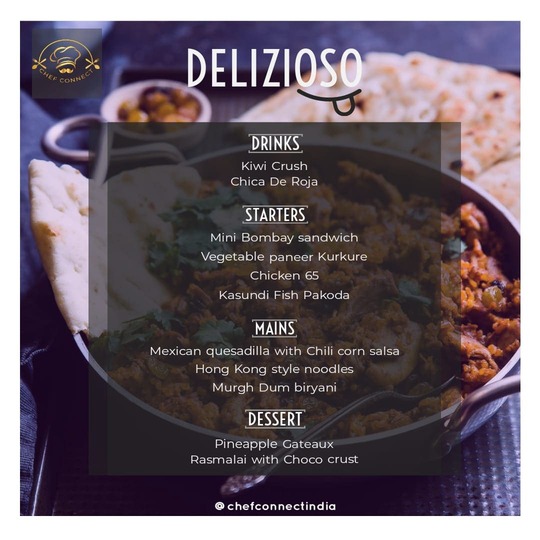 CHEF CONNECT
DELIZIOSO
DRINKS
Kiwi Crush
Chica De Roja
STARTERS
Mini Bombay sandwich
Vegetable paneer Kurkure
Chicken 65
Kasundi Fish Pakoda
MAINS
Mexican quesadilla with Chili corn salsa
Hong Kong style noodles
Murgh Dum biryani
DESSERT
Pineapple Gateaux
Rasmalai with Choco crust
@chefconnectindia